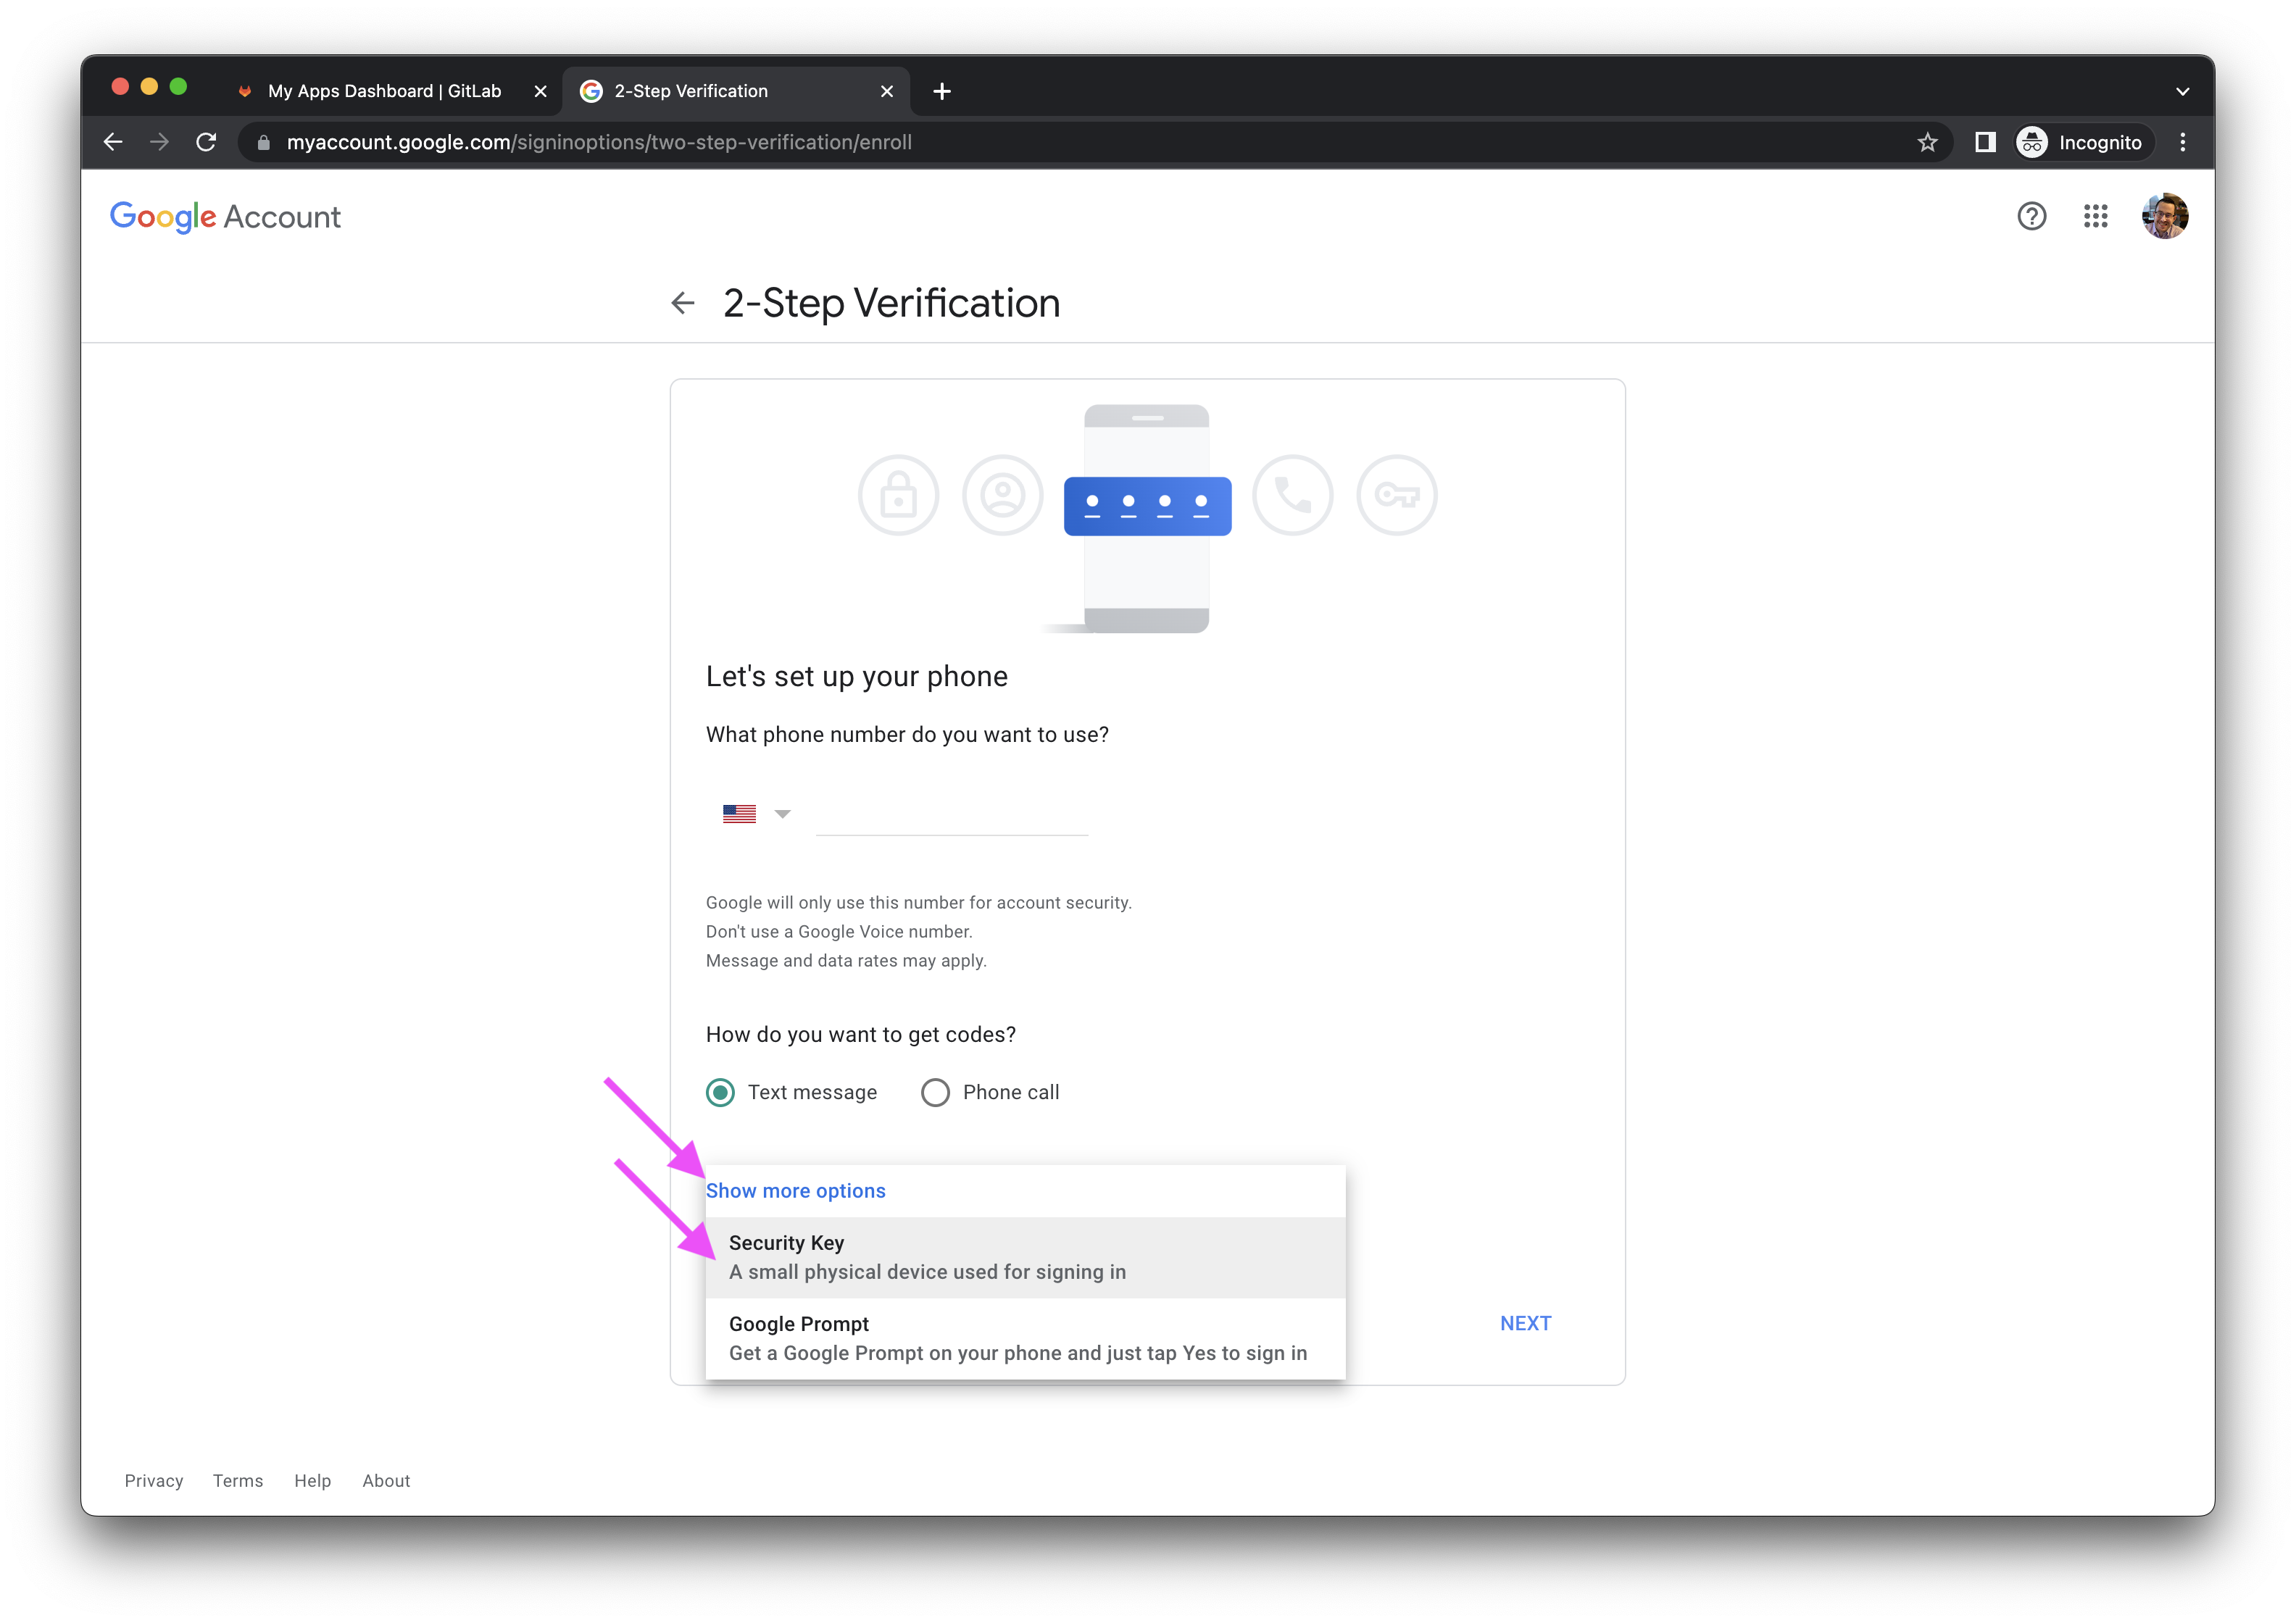 My Apps Dashboard | GitLab
2-Step Verification
myaccount.google.com/signinoptions/two-step-verification/enroll
Incognito
Google Account
2-Step Verification
Let's set up your phone
What phone number do you want to use?
Google will only use this number for account security.
Don't use a Google Voice number.
Message and data rates may apply.
How do you want to get codes?
Text message
Phone call
Show more options
Security Key
A small physical device used for signing in
Google Prompt
Get a Google Prompt on your phone and just tap Yes to sign in
NEXT
Privacy Terms Help About